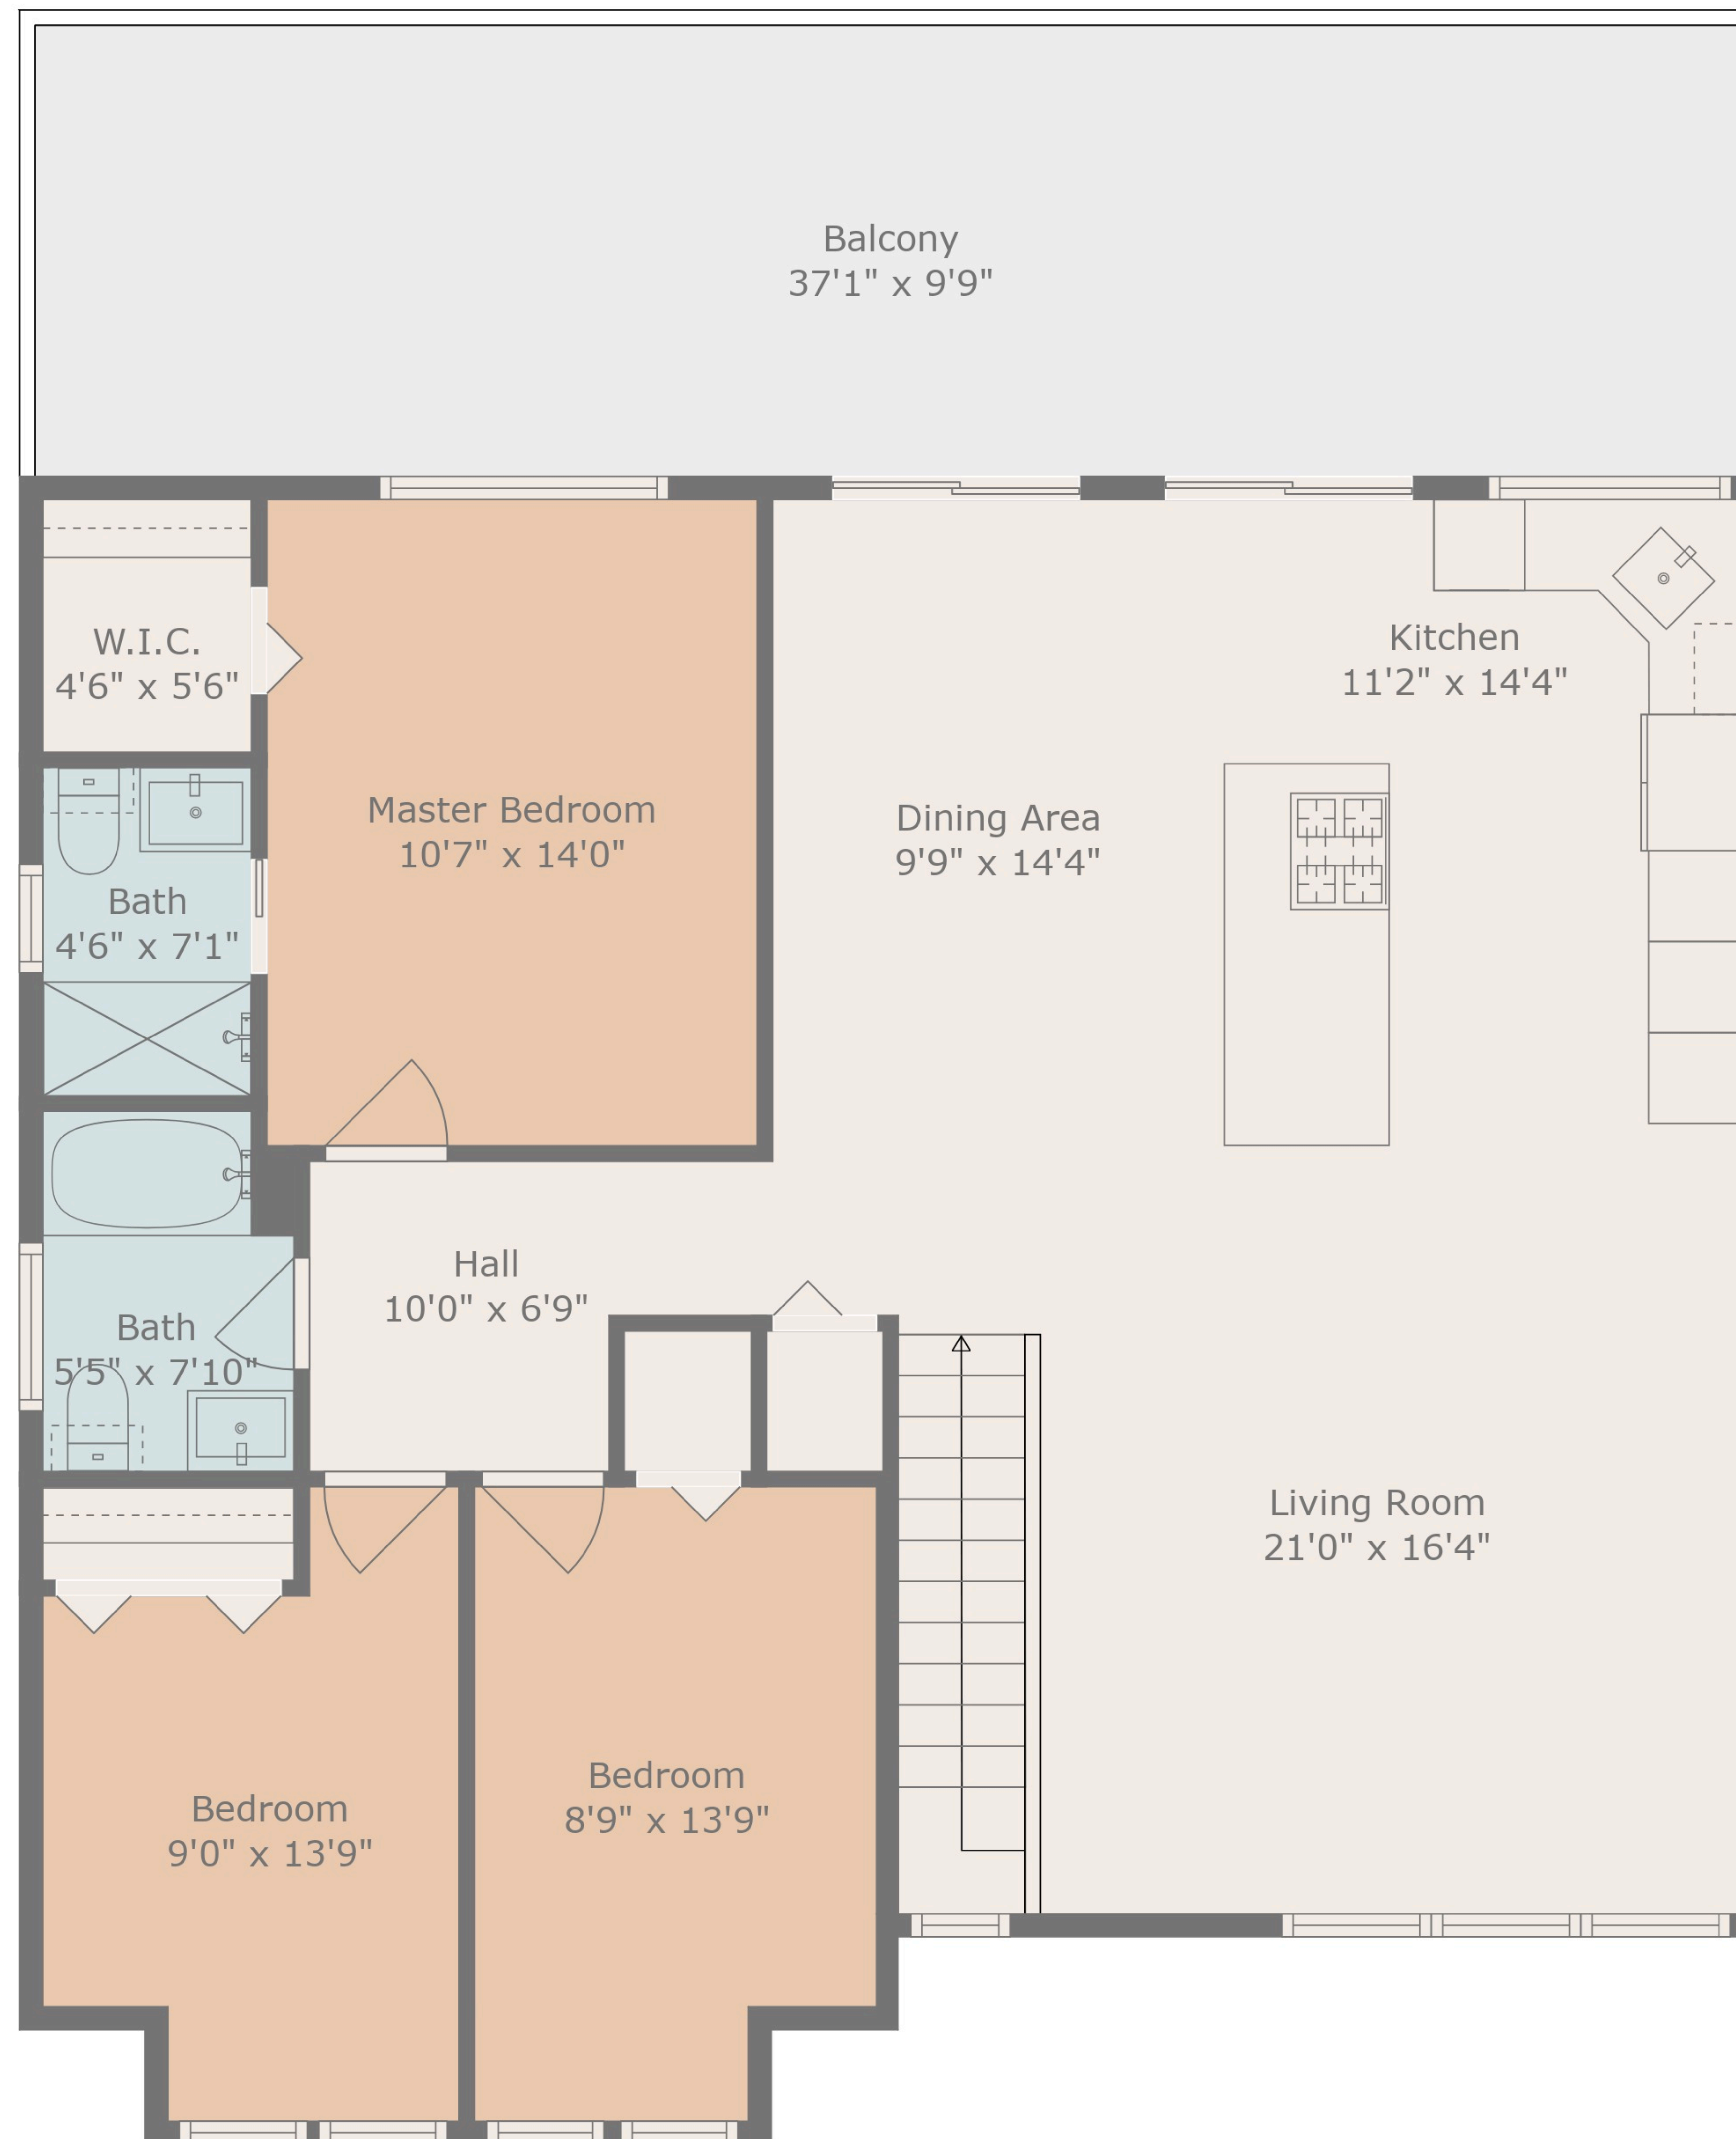 Balcony
37'1" x 9'9"
W.I.C.
4'6" x 5'6"
Kitchen
11'2" x 14'4"
Master Bedroom
10'7" x 14'0"
Dining Area
9'9" x 14'4"
Bath
4'6" x 7'1"
Hall
10'0" x 6'9"
Bath
5'5" x 7'10"
Living Room
21'0" x 16'4"
Bedroom
8'9" x 13'9"
Bedroom
9'0" x 13'9"